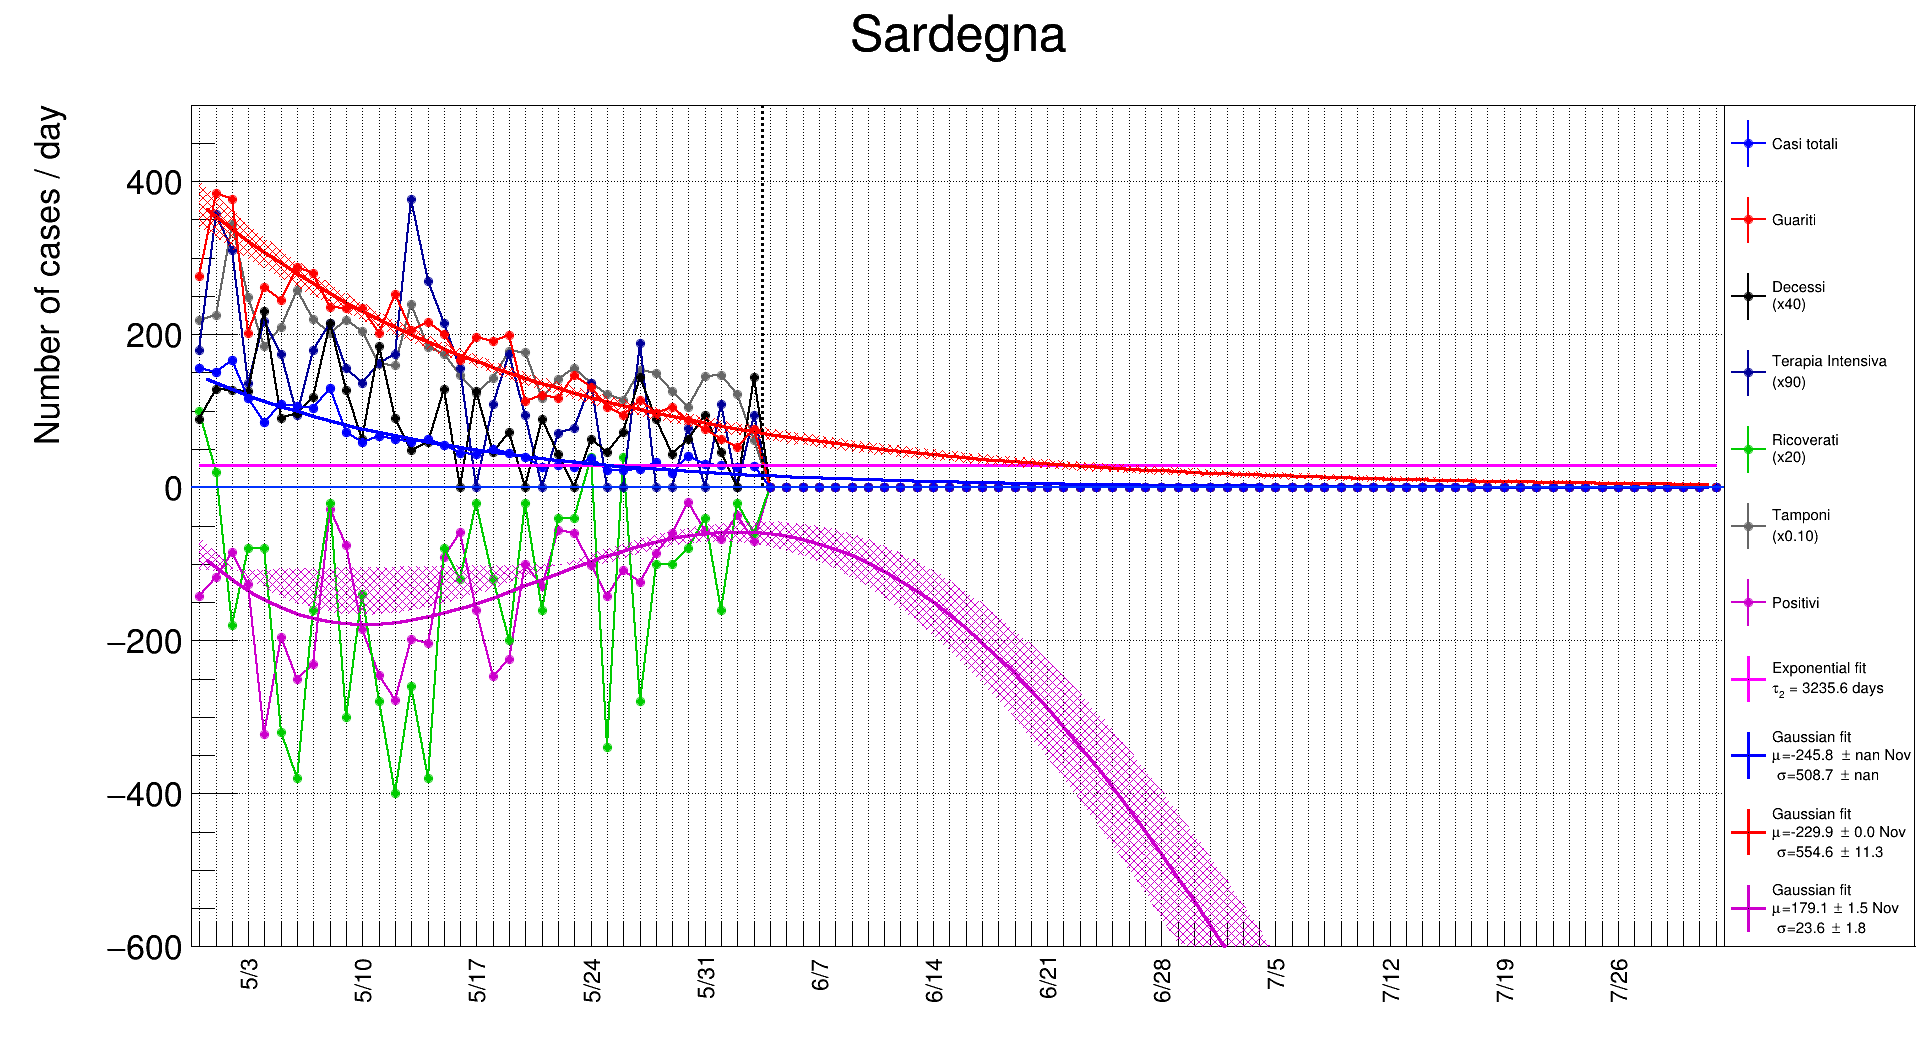 Sardegna
Number of cases / day
400
200
0
−200
−400
−600
5/3
5/10
5/17
5/24
5/31
6/7
6/14
6/21
6/28
7/5
7/12
7/19
7/26
Casi totali
Guariti
Decessi
(x40)
Terapia Intensiva
(x90)
Ricoverati
(x20)
Tamponi
(x0.10)
Positivi
Exponential fit
τ2 = 3235.6 days
Gaussian fit
μ=-245.8 ± nan Nov
σ=508.7 ± nan
Gaussian fit
μ=-229.9 ± 0.0 Nov
σ=554.6 ± 11.3
Gaussian fit
μ=179.1 ± 1.5 Nov
σ=23.6 ± 1.8